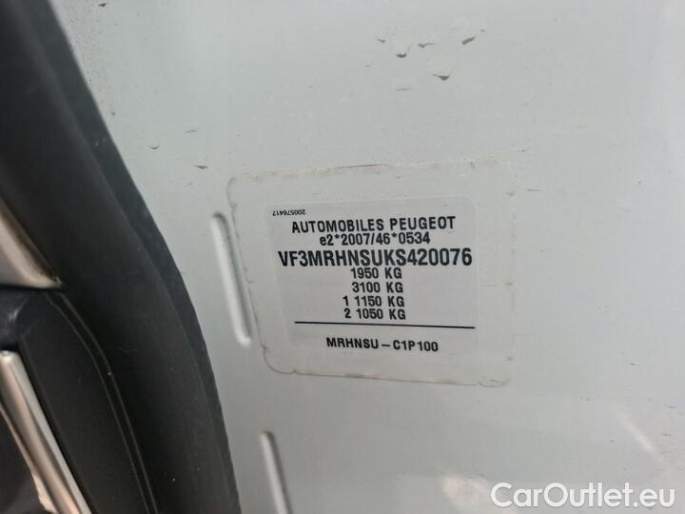 200576417
AUTOMOBILES PEUGEOT
e2*2007/46*0534
VF3MRHNSUKS420076
1950 KG
3100 KG
1 1150 KG
2 1050 KG
MRHNSU-C1P100
CarOutlet.eu